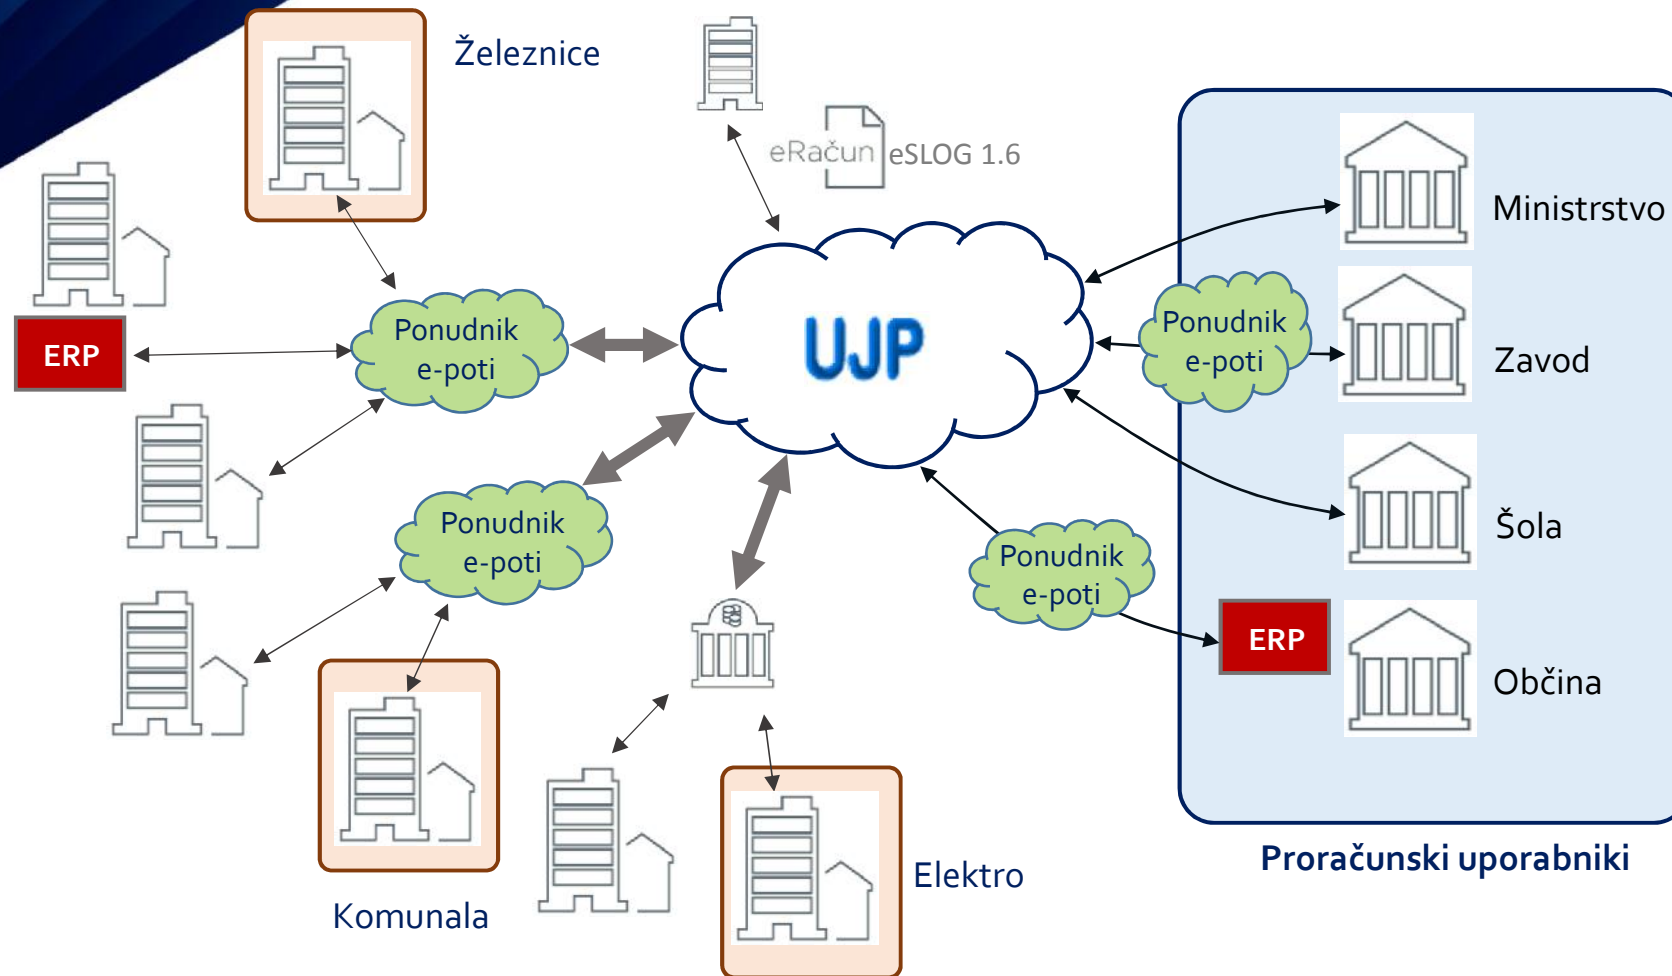 Železnice
eRačun eSLOG 1.6
Ministrstvo
ERP
Ponudnik
e-poti
UJP
Ponudnik
e-poti
Zavod
Ponudnik
e-poti
Šola
Ponudnik
e-poti
ERP
Občina
Komunala
Elektro
Proračunski uporabniki